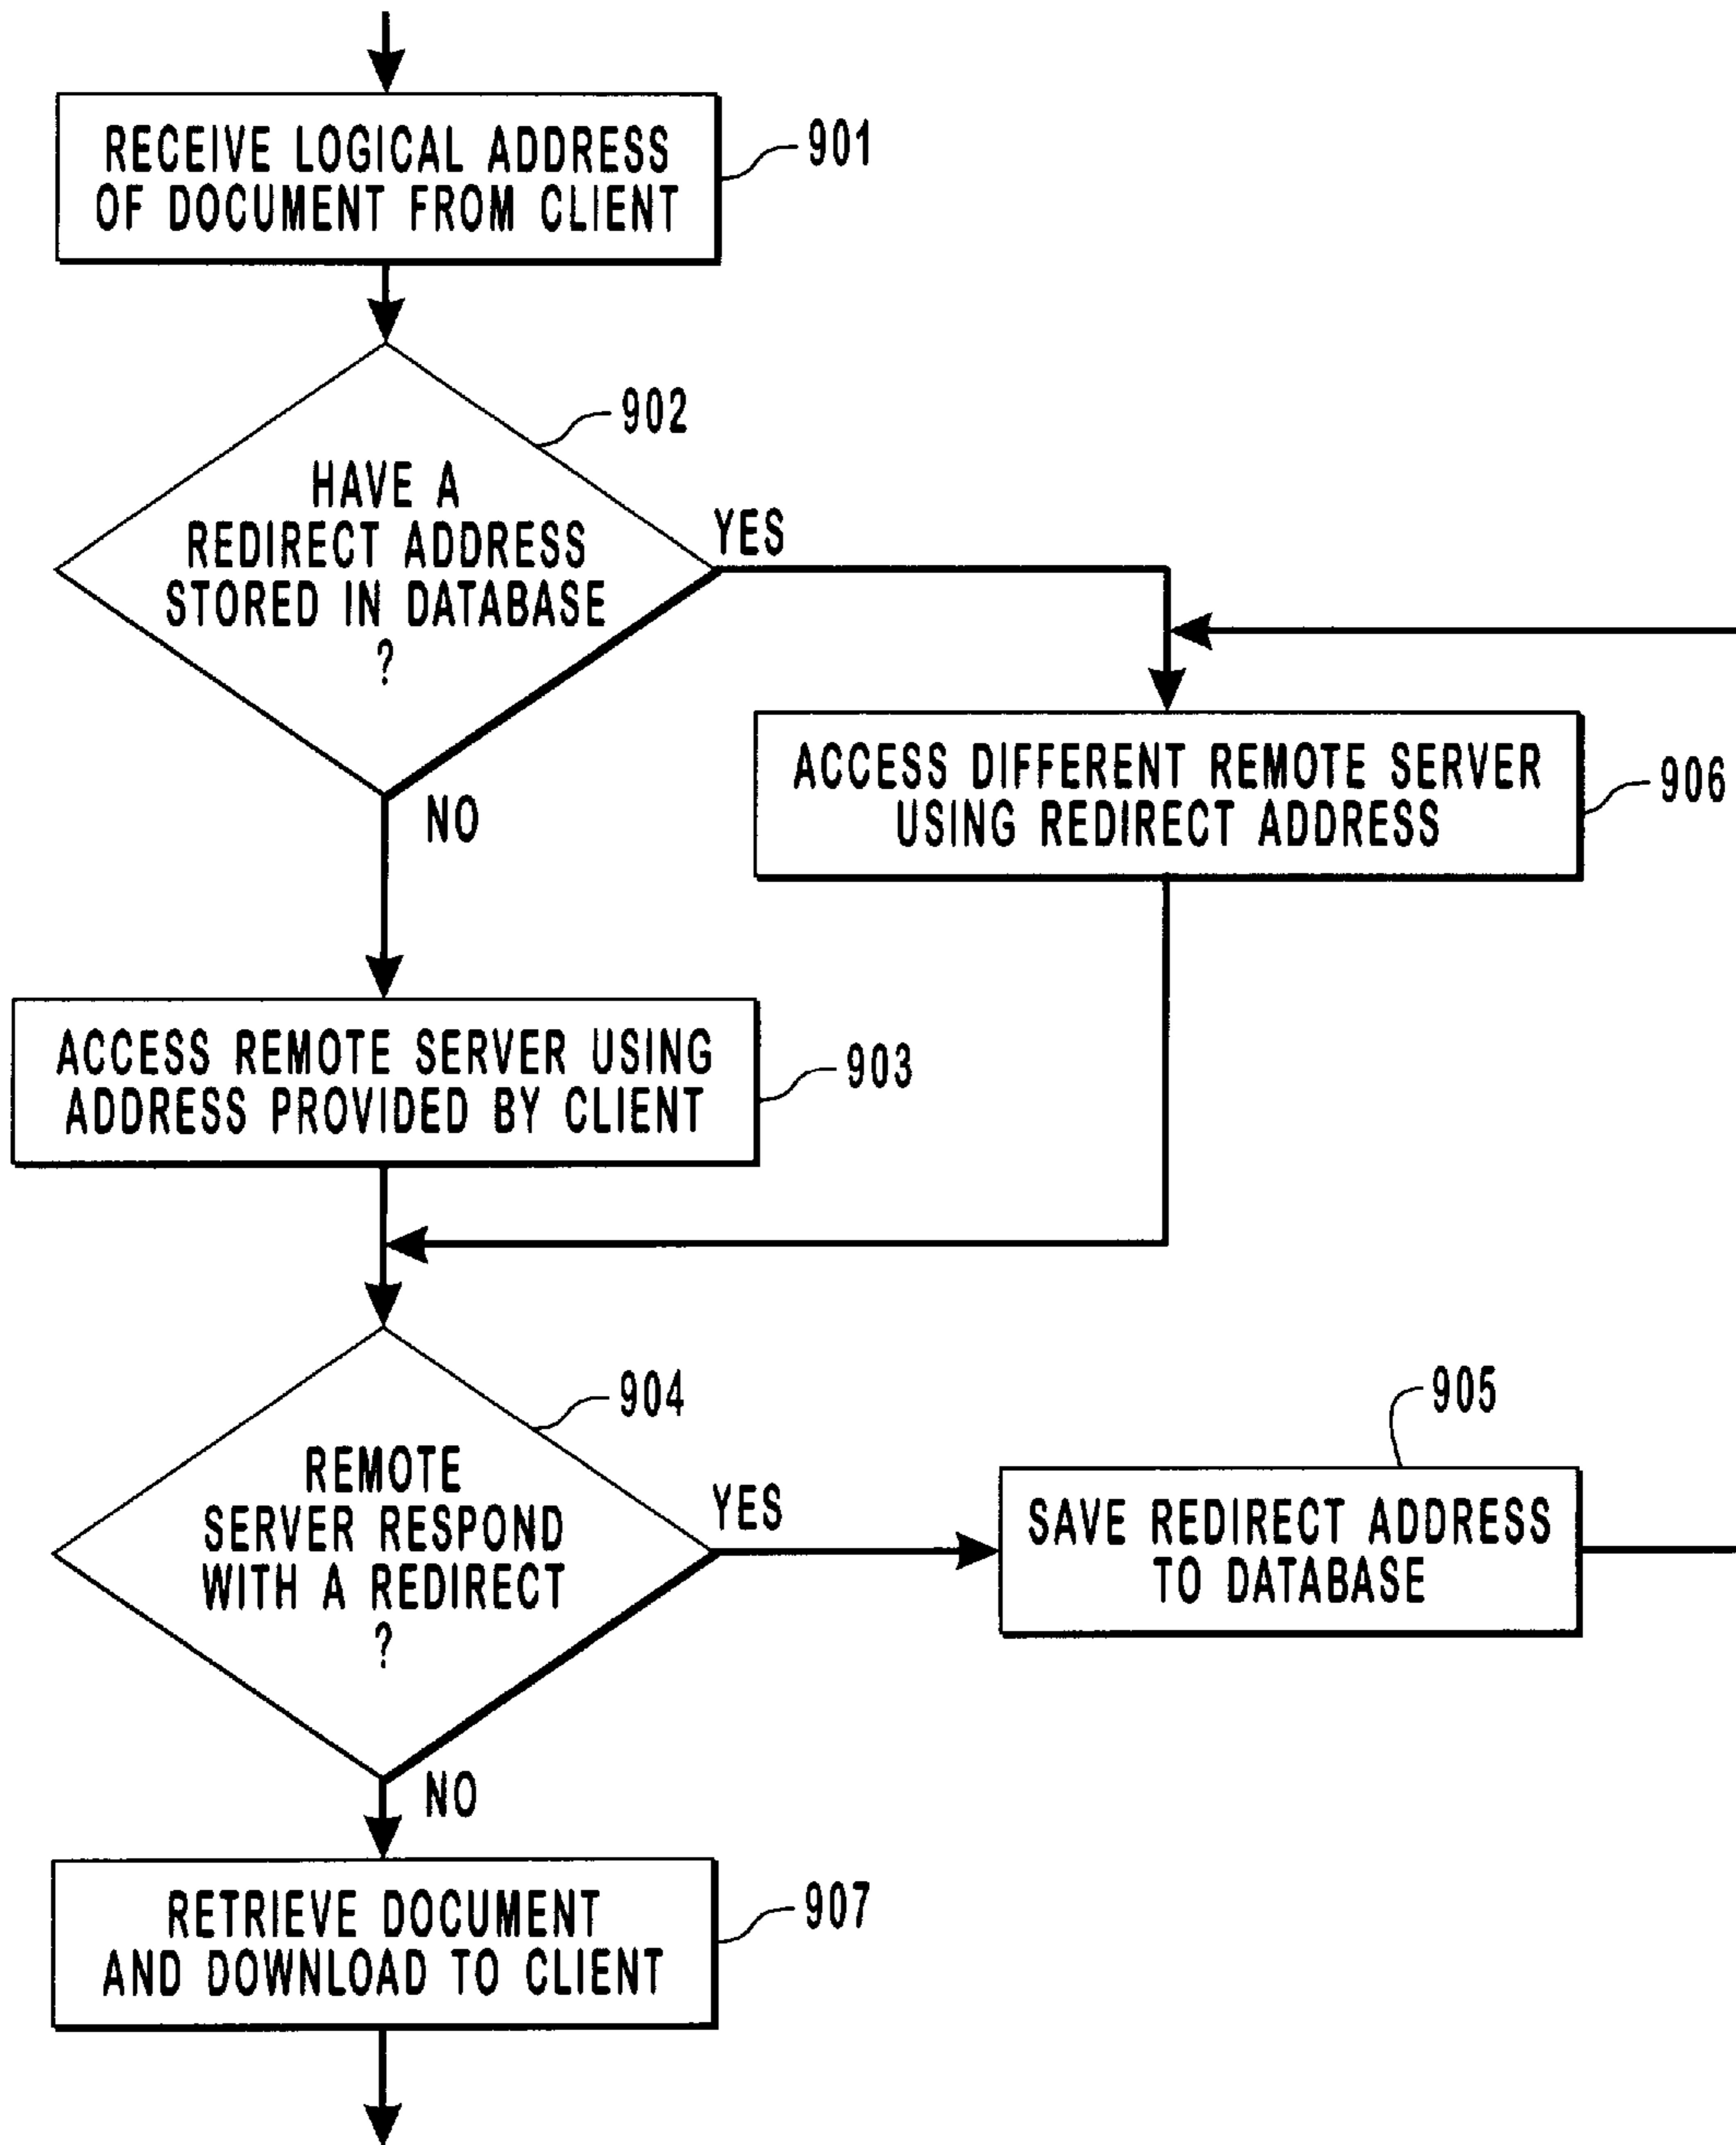 RECEIVE LOGICAL ADDRESS
OF DOCUMENT FROM CLIENT
901
902
HAVE A
REDIRECT ADDRESS
STORED IN DATABASE
?
YES
NO
ACCESS DIFFERENT REMOTE SERVER
USING REDIRECT ADDRESS
906
ACCESS REMOTE SERVER USING
ADDRESS PROVIDED BY CLIENT
903
904
REMOTE
SERVER RESPOND
WITH A REDIRECT
?
YES
NO
905
SAVE REDIRECT ADDRESS
TO DATABASE
RETRIEVE DOCUMENT
AND DOWNLOAD TO CLIENT
907